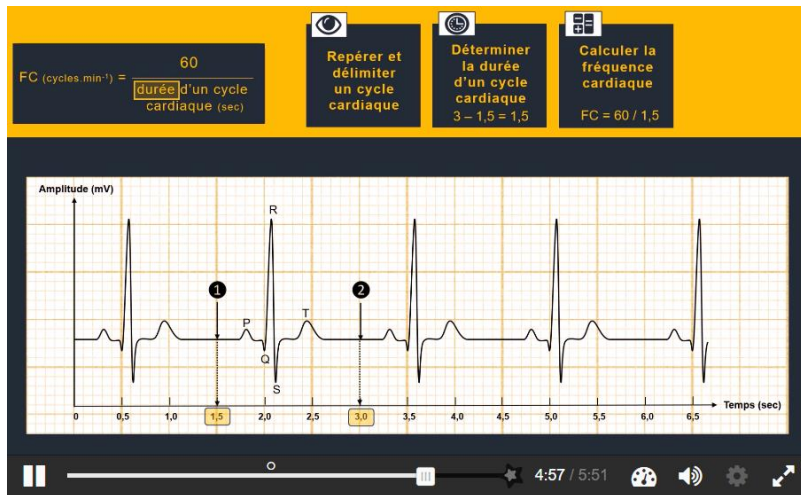 FC (cycles.min-1) =
60
durée d'un cycle
cardiaque (sec)
Repérer et
délimiter
un cycle
cardiaque
Déterminer
la durée
d'un cycle
cardiaque
3 – 1,5 = 1,5
Calculer la
fréquence
cardiaque
FC = 60 / 1,5
Amplitude (mV)
R
1
2
P
T
Q
S
0 0,5 1,0 1,5 2,0 2,5 3,0 3,5 4,0 4,5 5,0 5,5 6,0 6,5
Temps (sec)
4:57 / 5:51